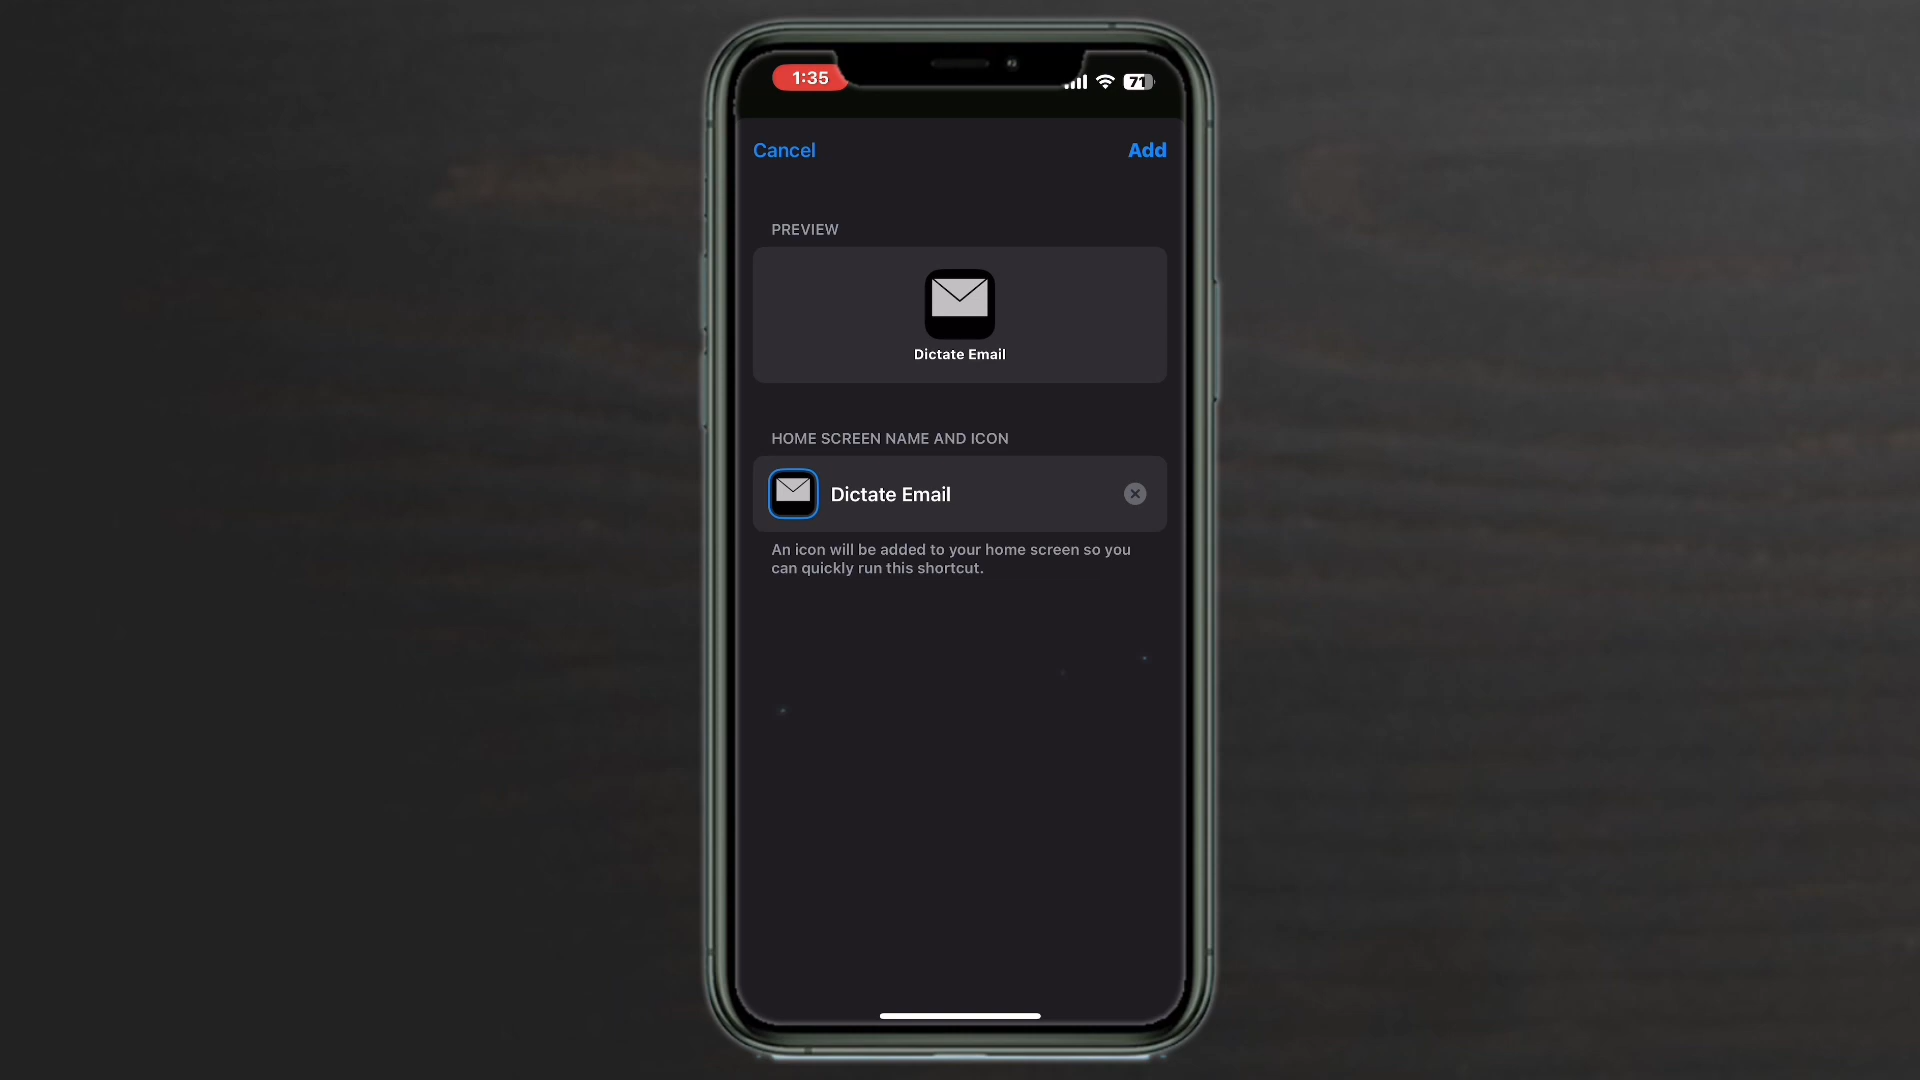 1:35
71
Cancel
Add
PREVIEW
Dictate Email
HOME SCREEN NAME AND ICON
Dictate Email
An icon will be added to your home screen so you
can quickly run this shortcut.